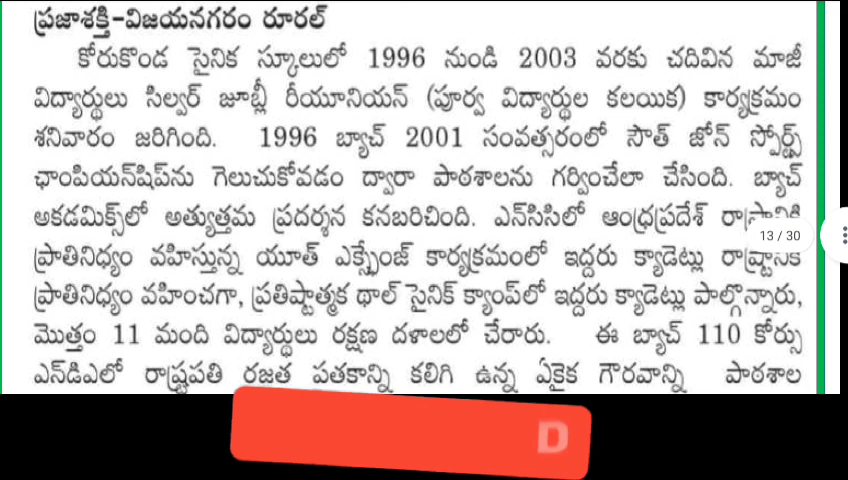 ప్రజాశక్తి-విజయనగరం రూరల్
కోరుకొండ సైనిక స్కూలులో 1996 నుండి 2003 వరకు చదివిన మాజీ
విద్యార్థులు సిల్వర్ జూబ్లీ రీయూనియన్ (పూర్వ విద్యార్థుల కలయిక) కార్యక్రమం
శనివారం జరిగింది. 1996 బ్యాచ్ 2001 సంవత్సరంలో సౌత్ జోన్ స్పోర్ట్స్
ఛాంపియన్‌షిప్‌ను గెలుచుకోవడం ద్వారా పాఠశాలను గర్వించేలా చేసింది. బ్యాచ్
అకడమిక్స్‌లో అత్యుత్తమ ప్రదర్శన కనబరిచింది. ఎన్‌సిసిలో ఆంధ్రప్రదేశ్
13 / 30
ప్రాతినిధ్యం వహిస్తున్న యూత్ ఎక్స్ఛేంజ్ కార్యక్రమంలో ఇద్దరు క్యాడెట్లు
ప్రాతినిధ్యం వహించగా, ప్రతిష్టాత్మక థాల్ సైనిక్ క్యాంప్‌లో ఇద్దరు క్యాడెట్లు పాల్గొన్నారు,
మొత్తం 11 మంది విద్యార్థులు రక్షణ దళాలలో చేరారు. ఈ బ్యాచ్ 110 కోర్సు
ఎన్‌డిఎలో రాష్ట్రపతి రజత పతకాన్ని కలిగి ఉన్న ఏకైక గౌరవాన్ని పాఠశాల
D